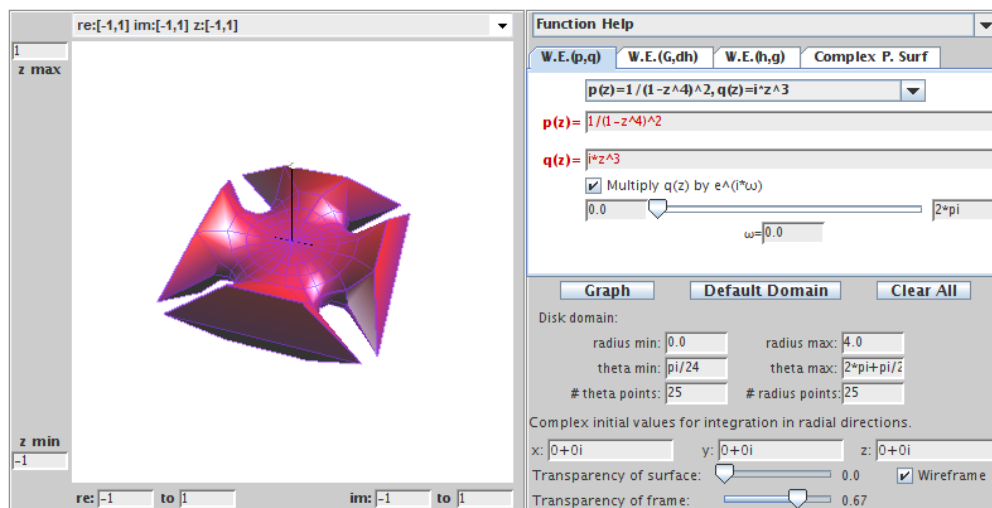 re:[-1,1] im:[-1,1] z:[-1,1]
1
z max
z min
-1
re: -1 to 1 im: -1 to 1
Function Help
W.E.(p,q) W.E.(G,dh) W.E.(h,g) Complex P. Surf
p(z)=1/(1-z^4)^2, q(z)=i*z^3
p(z)= 1/(1-z^4)^2
q(z)= i*z^3
Multiply q(z) by e^(i*ω)
0.0 2*pi
ω= 0.0
Graph Default Domain Clear All
Disk domain:
radius min: 0.0 radius max: 4.0
theta min: pi/24 theta max: 2*pi+pi/2
# theta points: 25 # radius points: 25
Complex initial values for integration in radial directions.
x: 0+0i y: 0+0i z: 0+0i
Transparency of surface: 0.0 Wireframe
Transparency of frame: 0.67